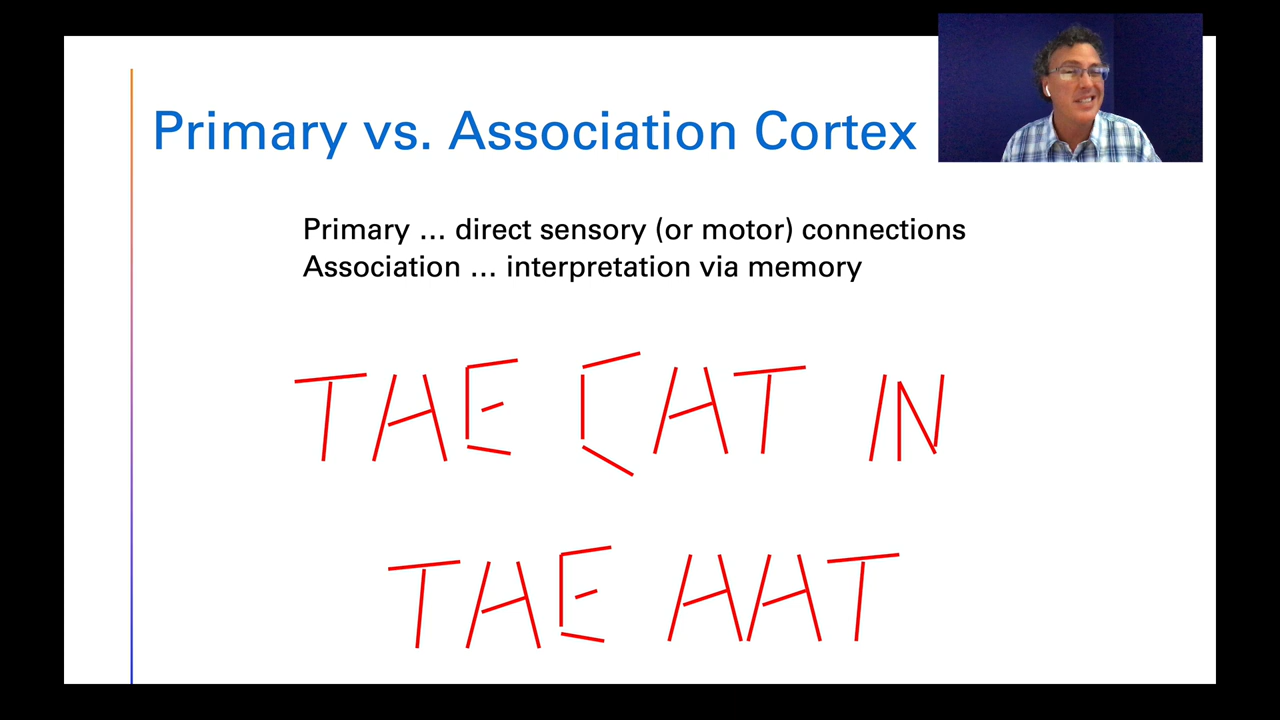 Primary vs. Association Cortex
Primary ... direct sensory (or motor) connections
Association ... interpretation via memory
THE CAT IN
THE HAT